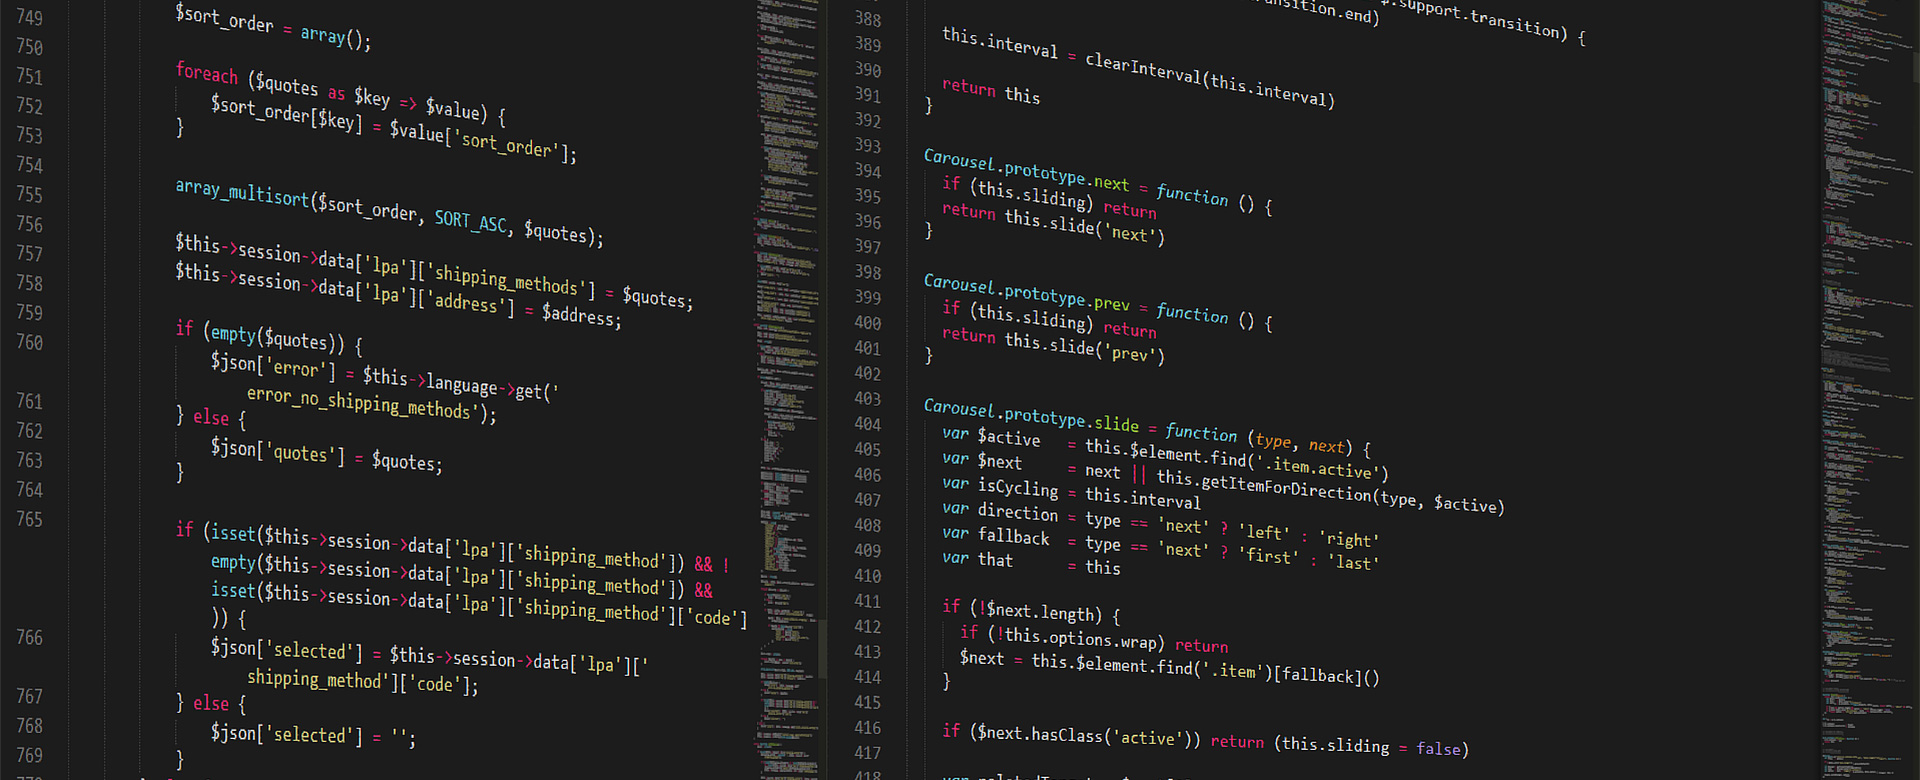 749
750
751
752
753
754
755
756
757
758
759
760
761
762
763
764
765
766
767
768
769
$sort_order = array();
foreach ($quotes as $key => $value) {
$sort_order[$key] = $value['sort_order'];
}
array_multisort($sort_order, SORT_ASC, $quotes);
$this->session->data['lpa']['shipping_methods'] = $quotes;
$this->session->data['lpa']['address'] = $address;
if (empty($quotes)) {
$json['error'] = $this->language->get('
error_no_shipping_methods');
} else {
$json['quotes'] = $quotes;
}
if (isset($this->session->data['lpa']['shipping_method']) && !
empty($this->session->data['lpa']['shipping_method']) &&
isset($this->session->data['lpa']['shipping_method']['code']
)) {
$json['selected'] = $this->session->data['lpa']['
shipping_method']['code'];
} else {
$json['selected'] = '';
}
388
389
390
391
392
393
394
395
396
397
398
399
400
401
402
403
404
405
406
407
408
409
410
411
412
413
414
415
416
417
418
$.support.transition) {
.end)
this.interval = clearInterval(this.interval)
return this
}
Carousel.prototype.next = function () {
if (this.sliding) return
return this.slide('next')
}
Carousel.prototype.prev = function () {
if (this.sliding) return
return this.slide('prev')
}
Carousel.prototype.slide = function (type, next) {
var $active = this.$element.find('.item.active')
var $next = next || this.getItemForDirection(type, $active)
var isCycling = this.interval
var direction = type == 'next' ? 'left' : 'right'
var fallback = type == 'next' ? 'first' : 'last'
var that = this
if (!$next.length) {
if (!this.options.wrap) return
$next = this.$element.find('.item')[fallback]()
}
if ($next.hasClass('active')) return (this.sliding = false)